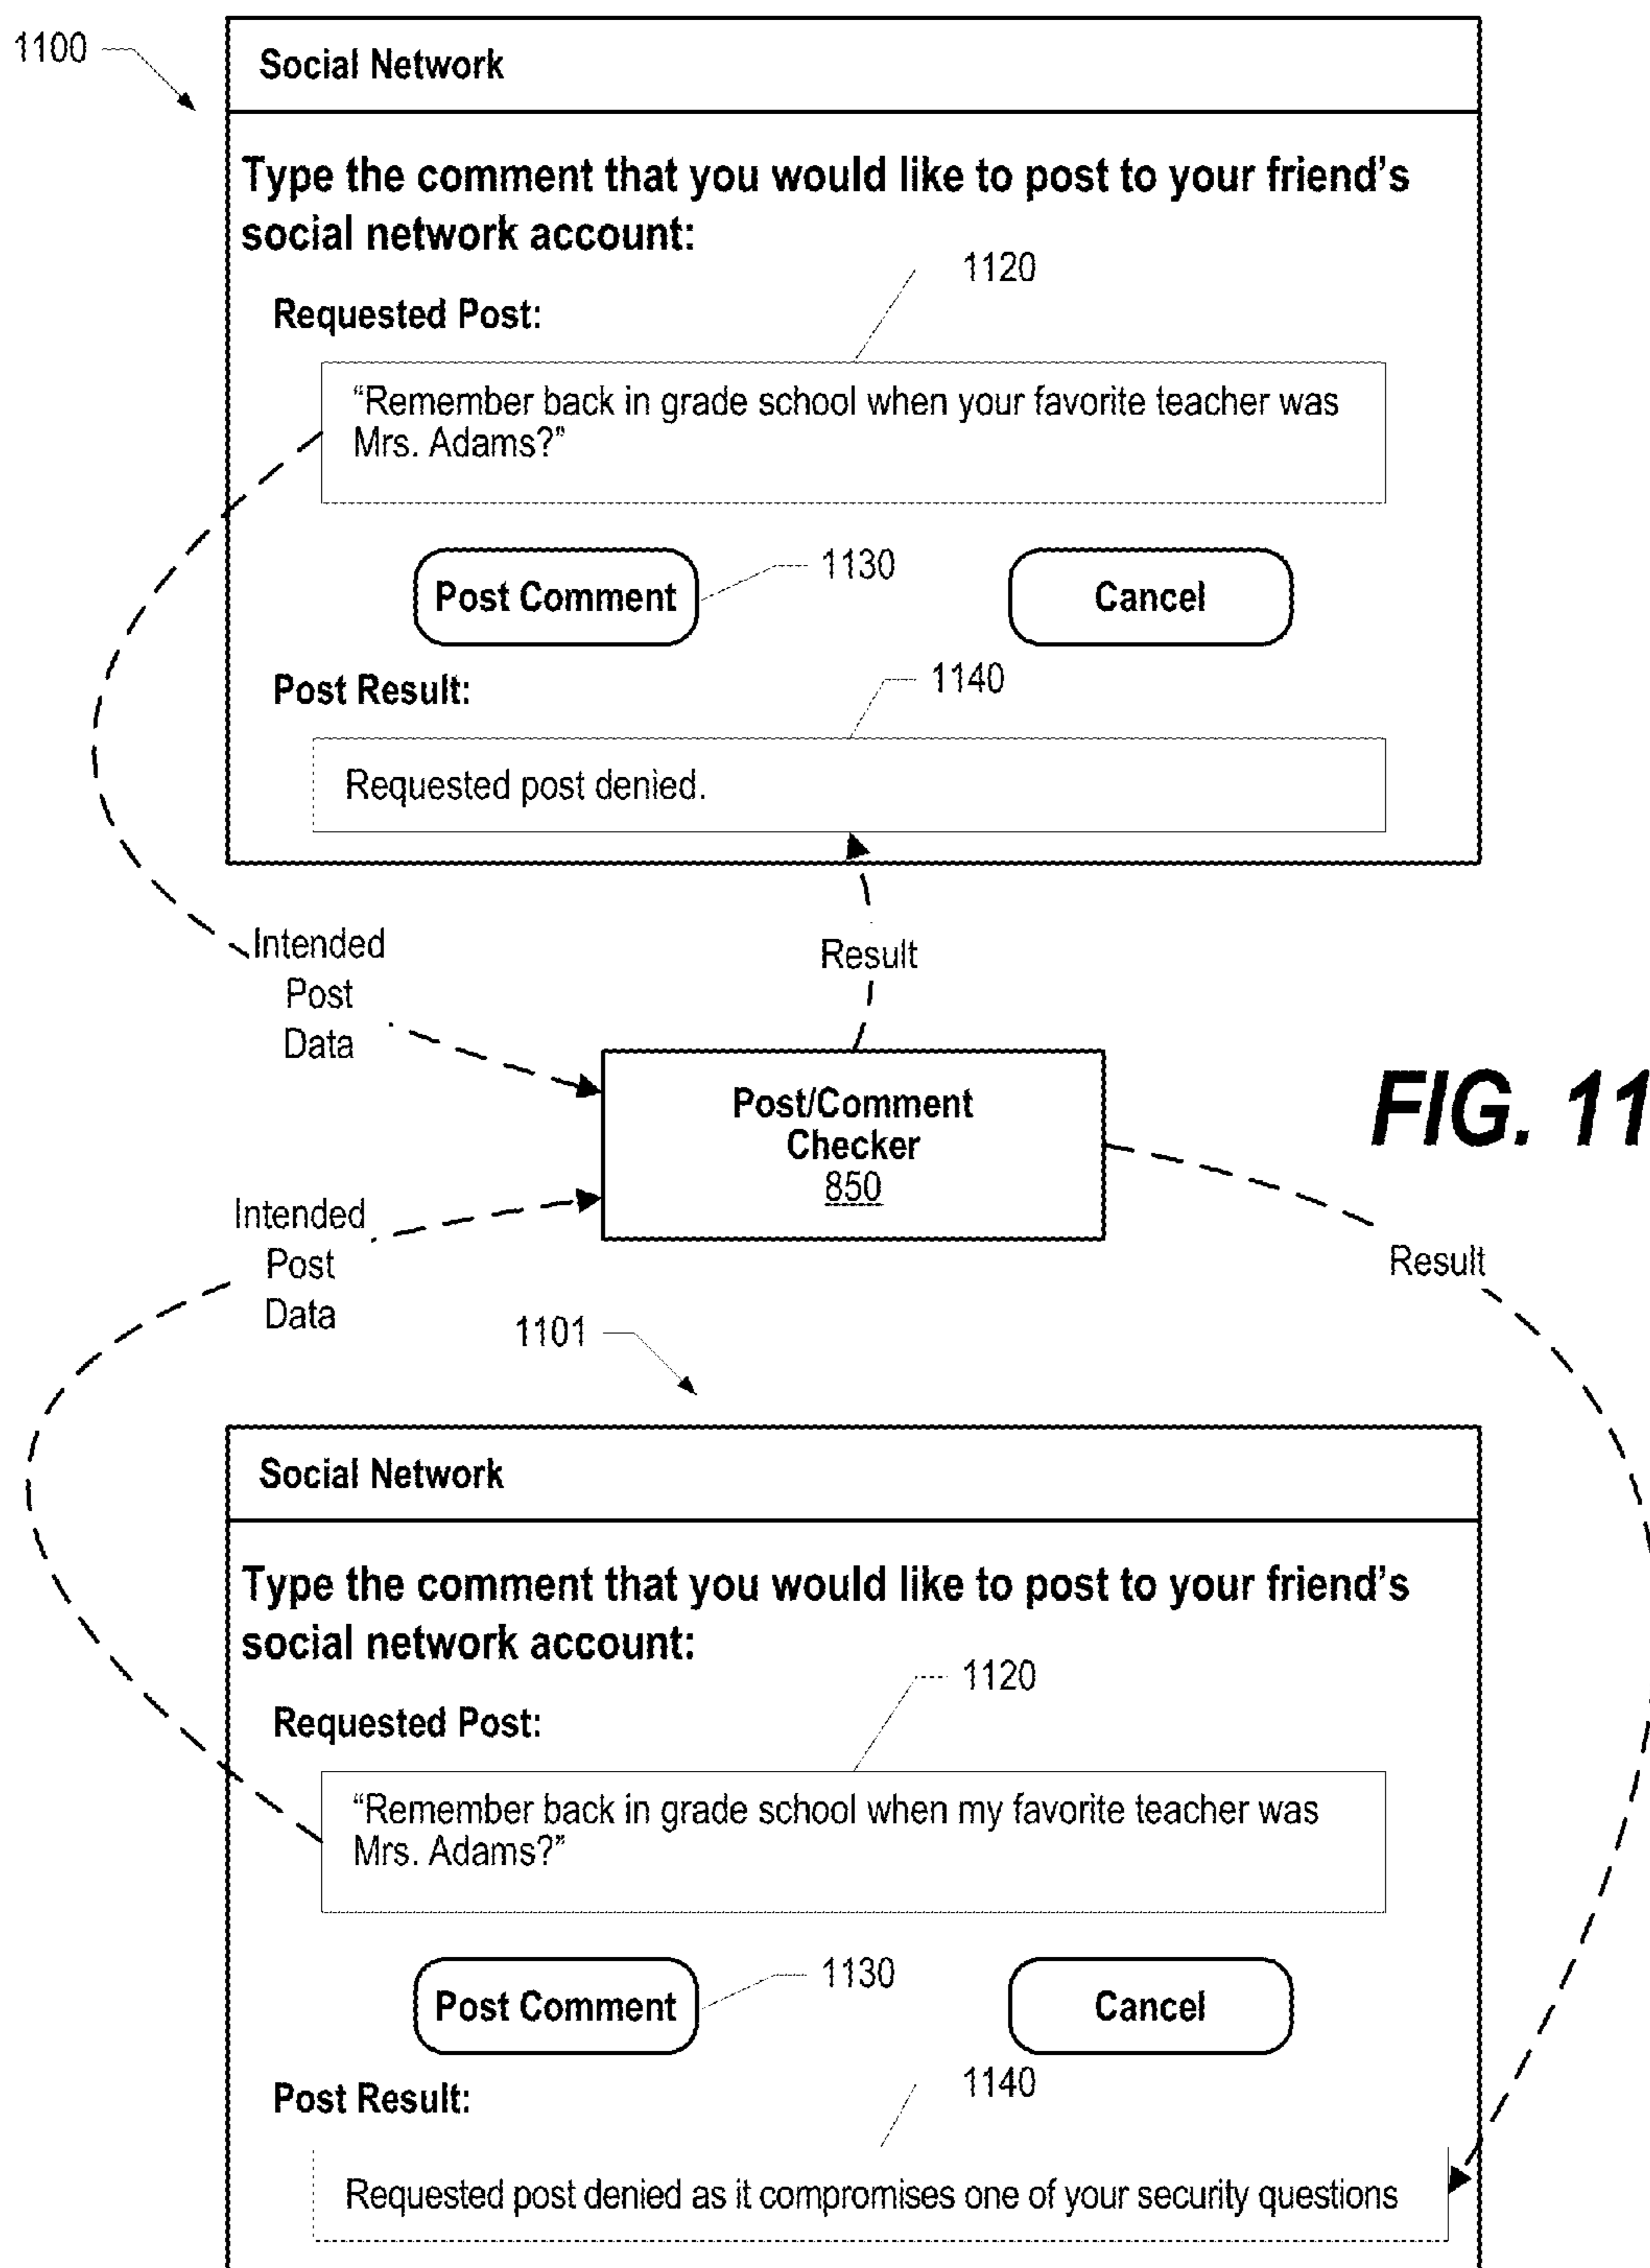 1100
Social Network
Type the comment that you would like to post to your friend's
social network account:
1120
Requested Post:
“Remember back in grade school when your favorite teacher was
Mrs. Adams?”
1130
Post Comment
Cancel
1140
Post Result:
Requested post denied.
Intended
Post
Data
Result
Post/Comment
Checker
850
FIG. 11
Intended
Post
Data
Result
1101
Social Network
Type the comment that you would like to post to your friend's
social network account:
1120
Requested Post:
“Remember back in grade school when my favorite teacher was
Mrs. Adams?”
1130
Post Comment
Cancel
1140
Post Result:
Requested post denied as it compromises one of your security questions